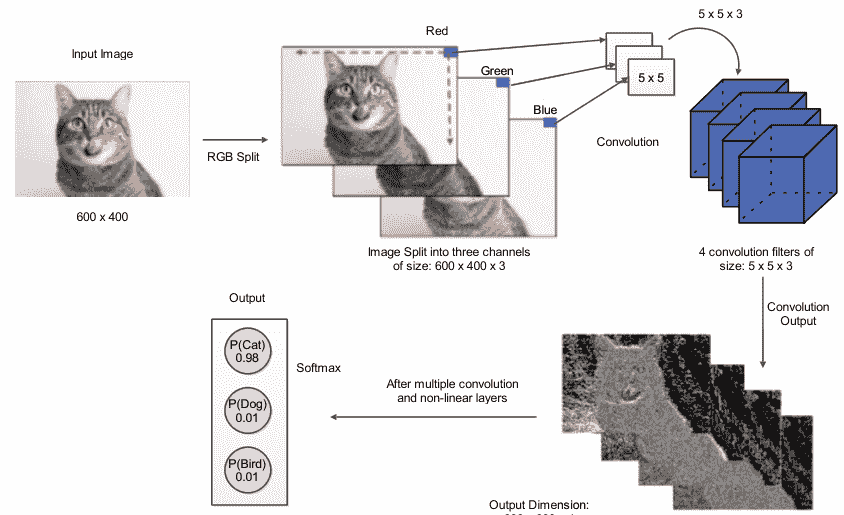 Input Image
600 x 400
RGB Split
Red
Green
Blue
Image Split into three channels
of size: 600 x 400 x 3
5 x 5
Convolution
5 x 5 x 3
4 convolution filters of
size: 5 x 5 x 3
Convolution
Output
Output Dimension:
After multiple convolution
and non-linear layers
Output
Softmax
P(Cat)
0.98
P(Dog)
0.01
P(Bird)
0.01